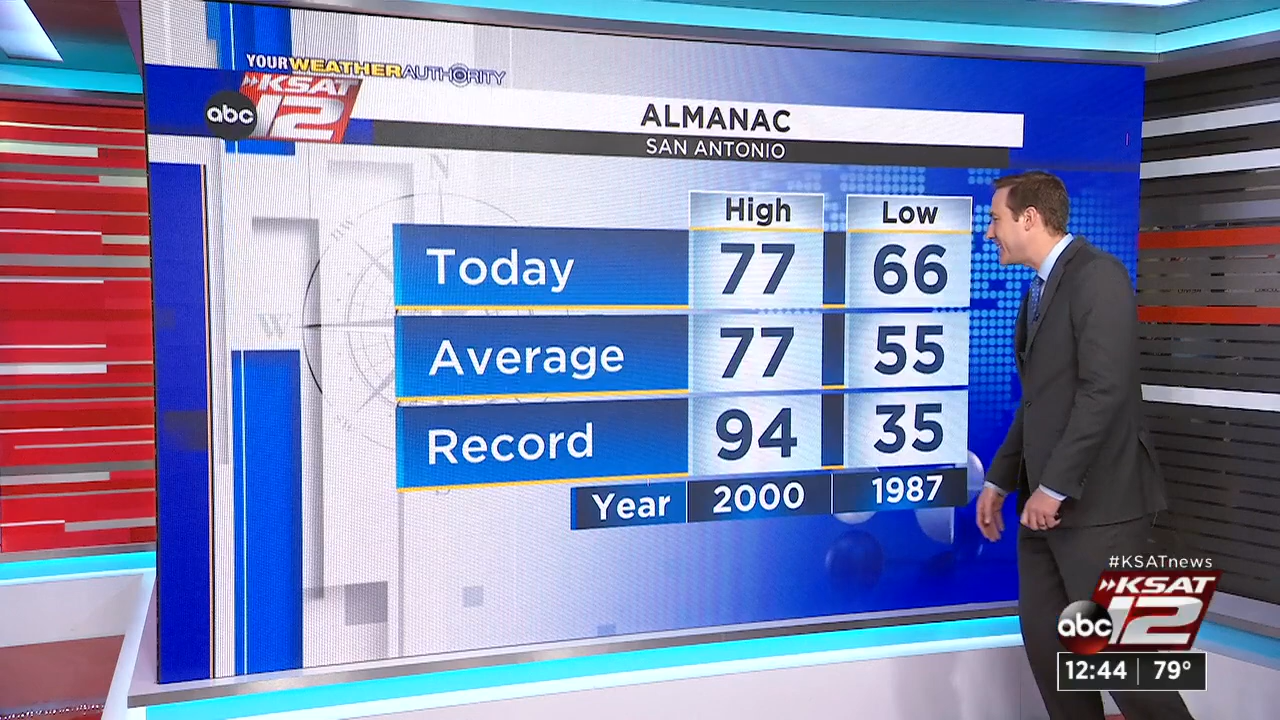 YOUR WEATHER AUTHORITY
abc KSAT 12
ALMANAC
SAN ANTONIO
High Low
Today 77 66
Average 77 55
Record 94 35
Year 2000 1987
N
W
#KSATnews
KSAT
abc 12
12:44 79°